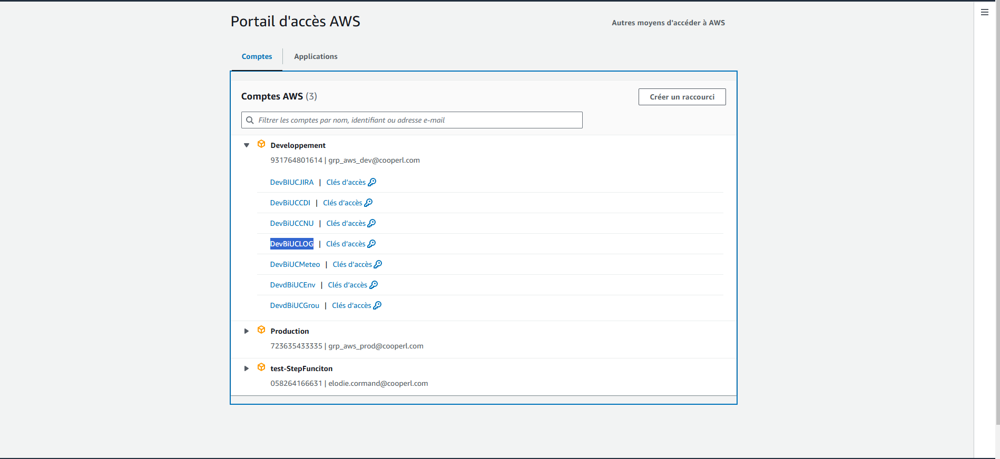 Portail d'accès AWS
Autres moyens d'accéder à AWS
Comptes
Applications
Comptes AWS (3)
Créer un raccourci
Filtrer les comptes par nom, identifiant ou adresse e-mail
Developpement
931764801614 | grp_aws_dev@cooperl.com
DevBIUCJIRA | Clés d’accès
DevBiUCCDI | Clés d’accès
DevBiUCCNU | Clés d’accès
DevBiUCLOG | Clés d’accès
DevBiUCMeteo | Clés d’accès
DevdBiUCEnv | Clés d’accès
DevdBiUCGrou | Clés d’accès
Production
723635433335 | grp_aws_prod@cooperl.com
test-StepFunciton
058264166631 | elodie.cormand@cooperl.com